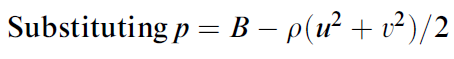 Substituting p = B − ρ(u² + v²)/2